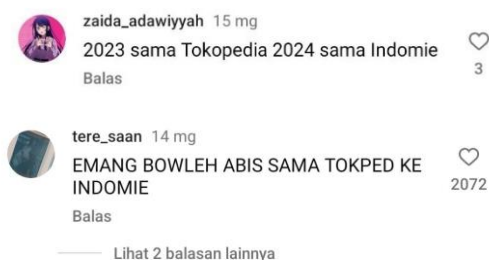 zaida_adawiyyah 15 mg
2023 sama Tokopedia 2024 sama Indomie
3
Balas
tere_saan 14 mg
EMANG BOWLEH ABIS SAMA TOKPED KE
INDOMIE
2072
Balas
Lihat 2 balasan lainnya